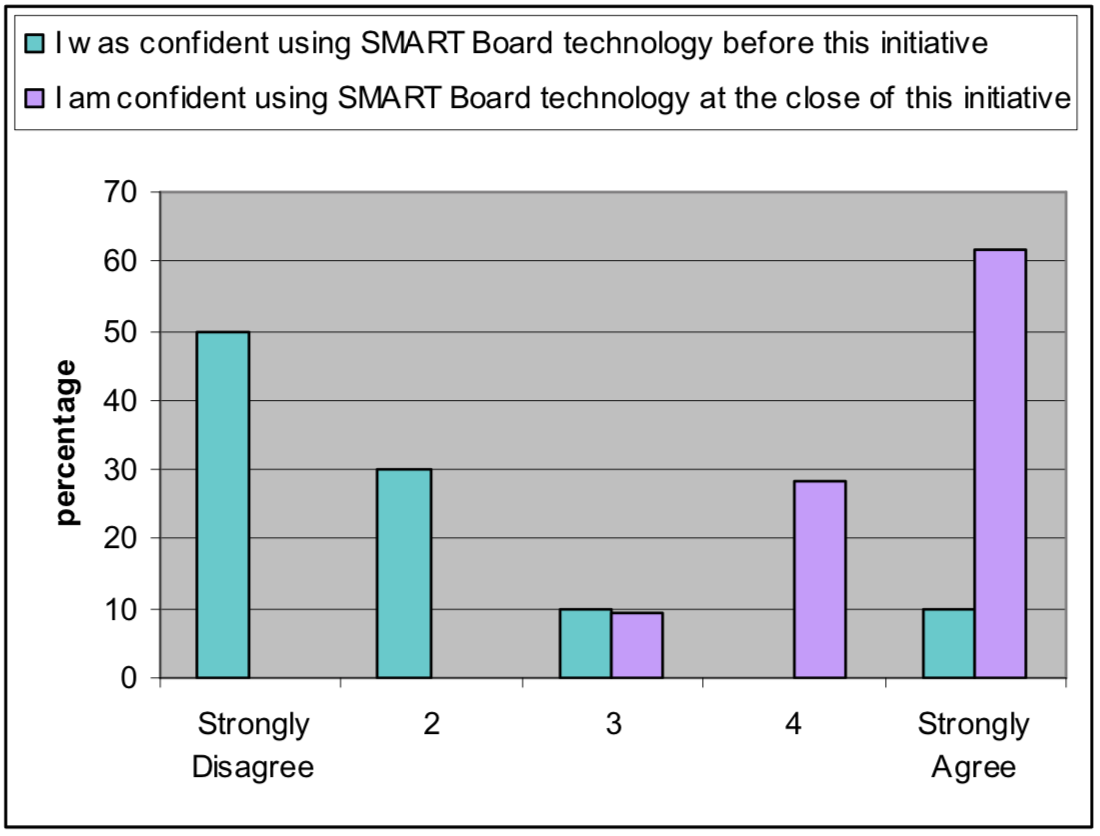 I was confident using SMART Board technology before this initiative
I am confident using SMART Board technology at the close of this initiative
70
60
50
40
30
20
10
0
percentage
Strongly Disagree
2
3
4
Strongly Agree